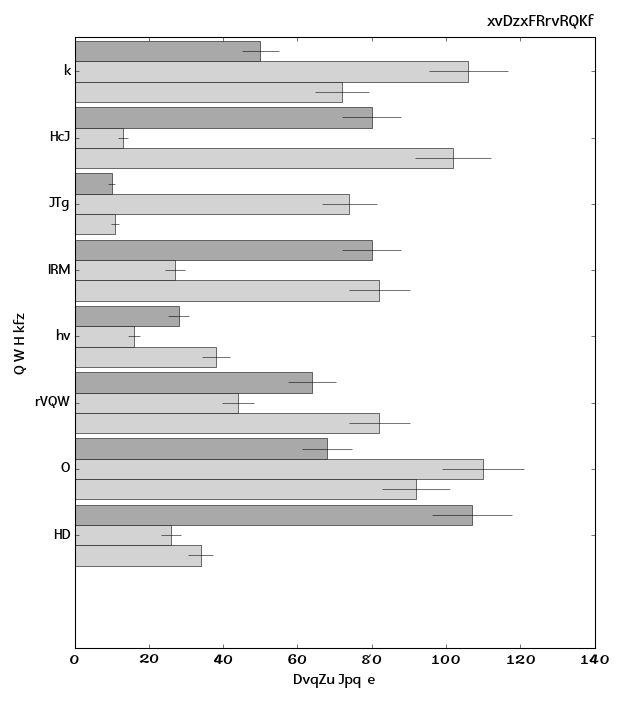 xvDzxFRrvRQKf
k
HcJ
JTg
IRM
hv
rVQW
O
HD
Q W H kfz
0 20 40 60 80 100 120 140
DvqZu Jpq e